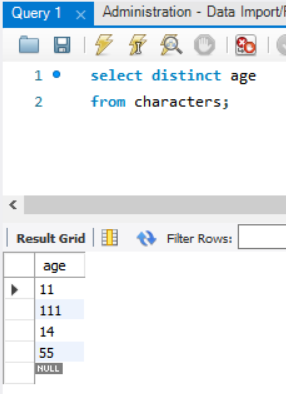 Query 1
Administration - Data Import/
1 select distinct age
2 from characters;
Result Grid
Filter Rows:
age
11
111
14
55
NULL